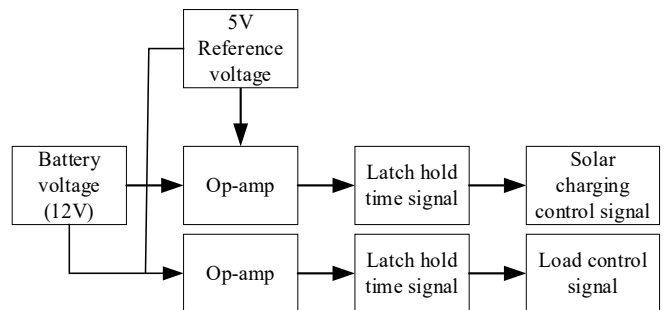 5V
Reference
voltage
Battery
voltage
(12V)
Op-amp
Latch hold
time signal
Solar
charging
control signal
Op-amp
Latch hold
time signal
Load control
signal